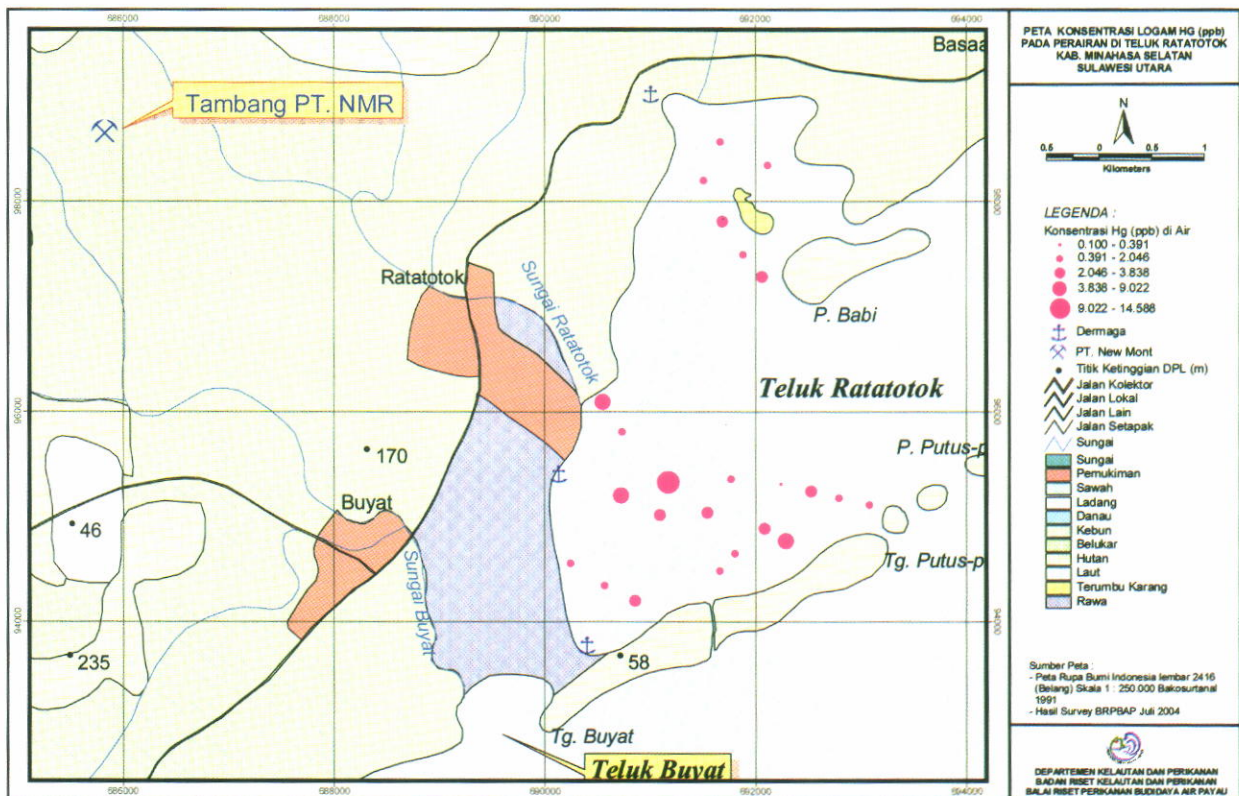 686000
688000
690000
692000
694000
Basaa
Tambang PT. NMR
98000
Ratatotok
Sungai Ratatotok
P. Babi
Teluk Ratatotok
96000
96000
P. Putus-p
170
Buyat
46
Sungai Buyat
Tg. Putus-p
94000
94000
235
58
Tg. Buyat
Teluk Buyat
686000
688000
690000
692000
694000
PETA KONSENTRASI LOGAM HG (ppb)
PADA PERAIRAN DI TELUK RATATOTOK
KAB. MINAHASA SELATAN
SULAWESI UTARA
N
0.5 0 0.5 1
Kilometers
LEGENDA :
Konsentrasi Hg (ppb) di Air
0.100 - 0.391
0.391 - 2.046
2.046 - 3.838
3.838 - 9.022
9.022 - 14.588
Dermaga
PT. New Mont
Titik Ketinggian DPL (m)
Jalan Kolektor
Jalan Lokal
Jalan Lain
Jalan Setapak
Sungai
Sungai
Pemukiman
Sawah
Ladang
Danau
Kebun
Belukar
Hutan
Laut
Terumbu Karang
Rawa
Sumber Peta :
- Peta Rupa Bumi Indonesia lembar 2416
(Belang) Skala 1 : 250.000 Bakosurtanal
1991
- Hasil Survey BRPBAP Juli 2004
DEPARTEMEN KELAUTAN DAN PERIKANAN
BADAN RISET KELAUTAN DAN PERIKANAN
BALAI RISET PERIKANAN BUDIDAYA AIR PAYAU